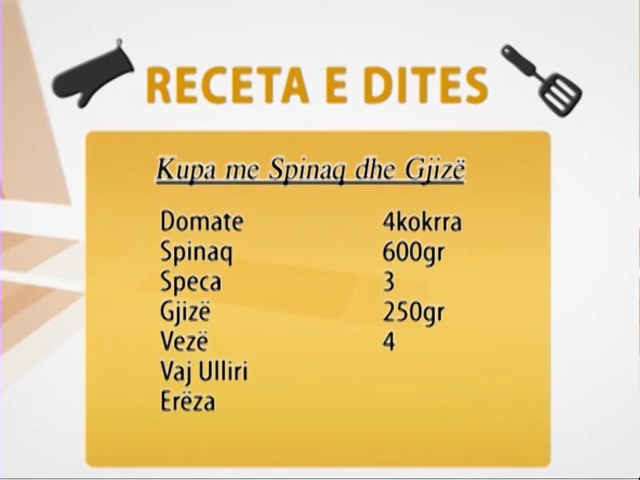 RECETA E DITES
Kupa me Spinaq dhe Gjizë
Domate 4kokrra
Spinaq 600gr
Speca 3
Gjizë 250gr
Vezë 4
Vaj Ulliri
Erëza